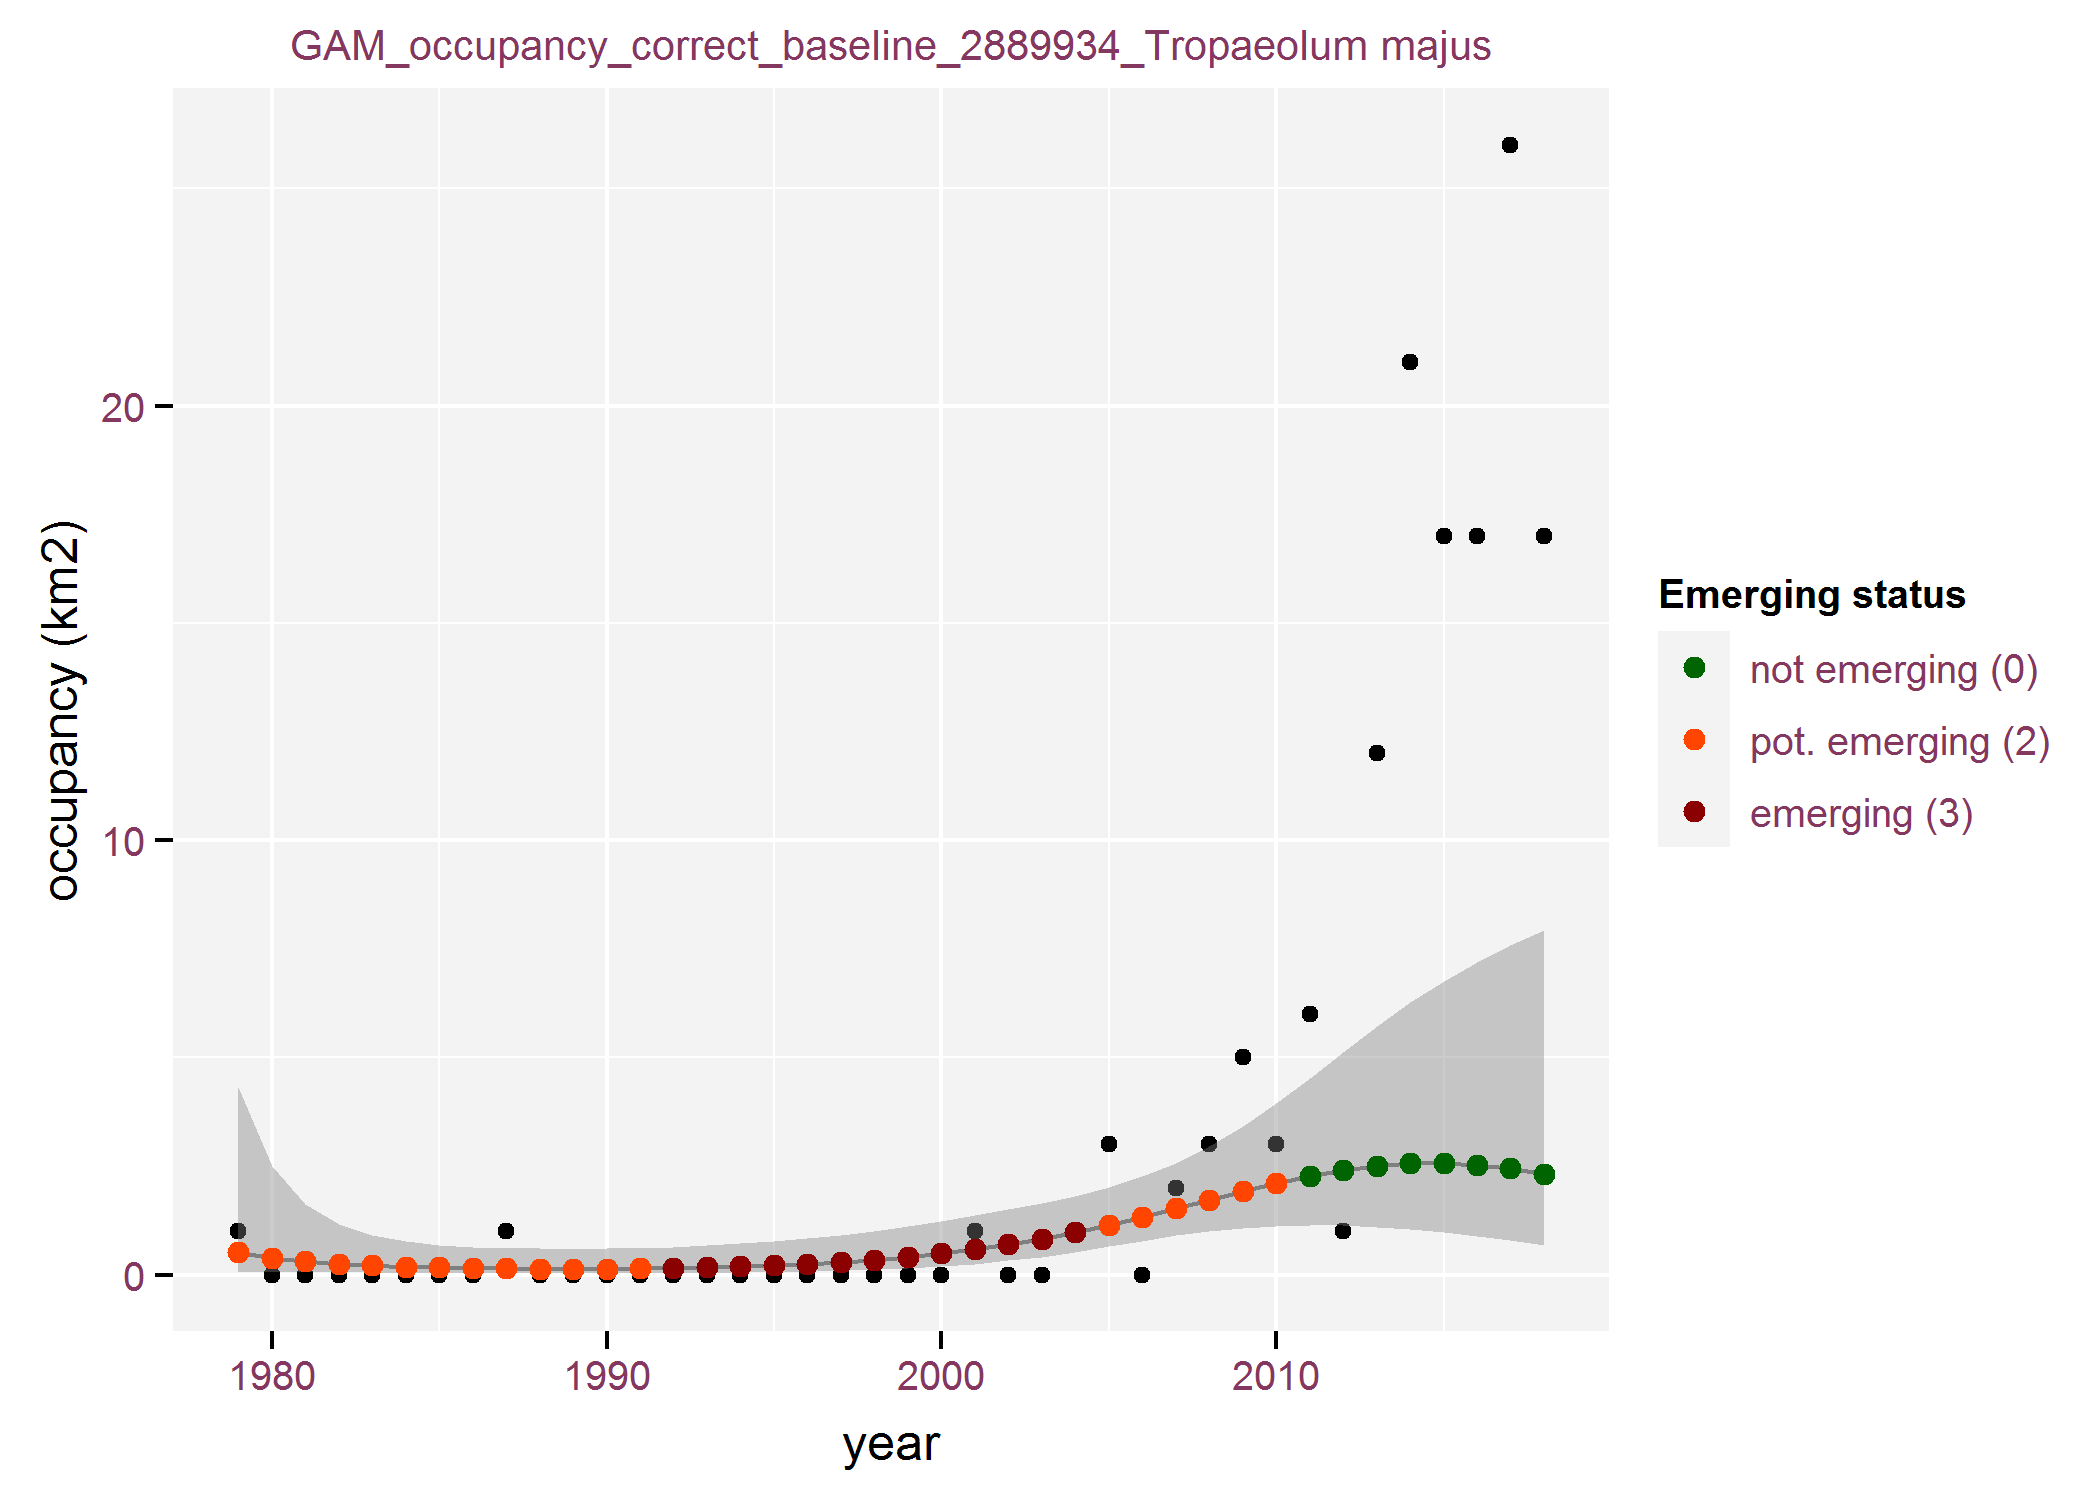 GAM_occupancy_correct_baseline_2889934_Tropaeolum majus
occupancy (km2)
20
10
0
1980 1990 2000 2010
year
Emerging status
not emerging (0)
pot. emerging (2)
emerging (3)